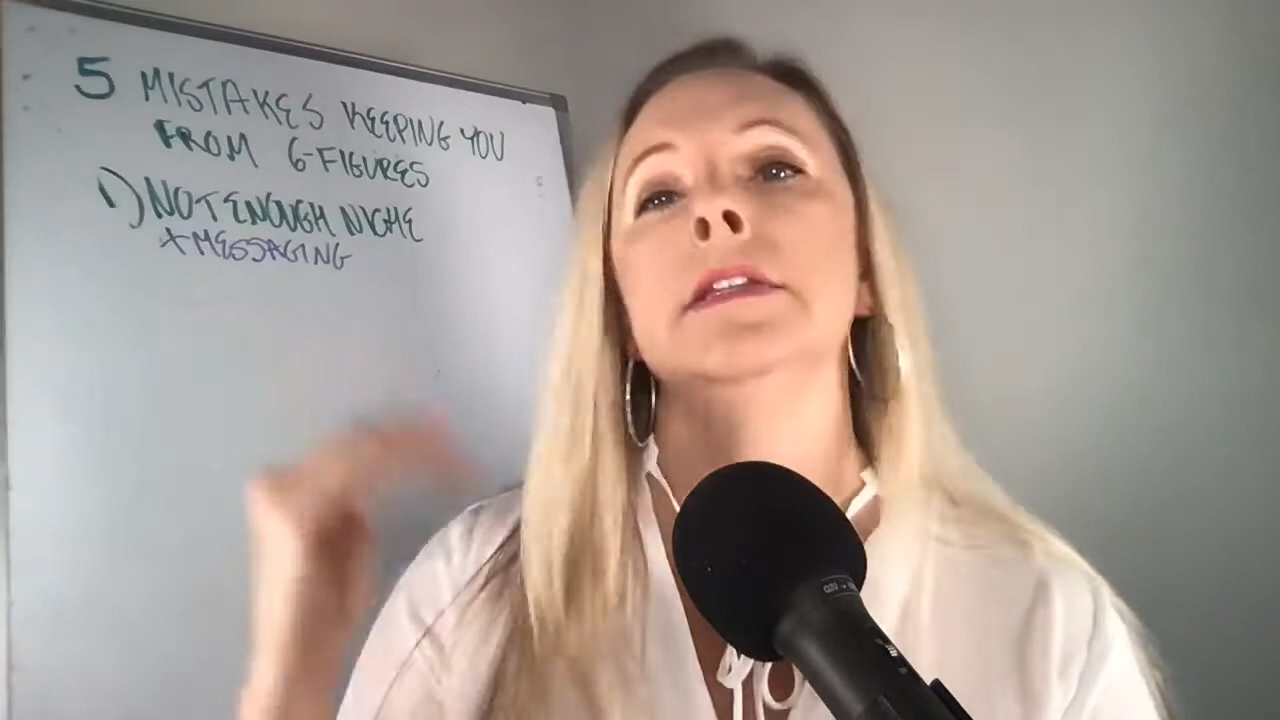 5 MISTAKES KEEPING YOU
FROM 6-FIGURES
1) NOT ENOUGH NICHE
+ MESSAGING